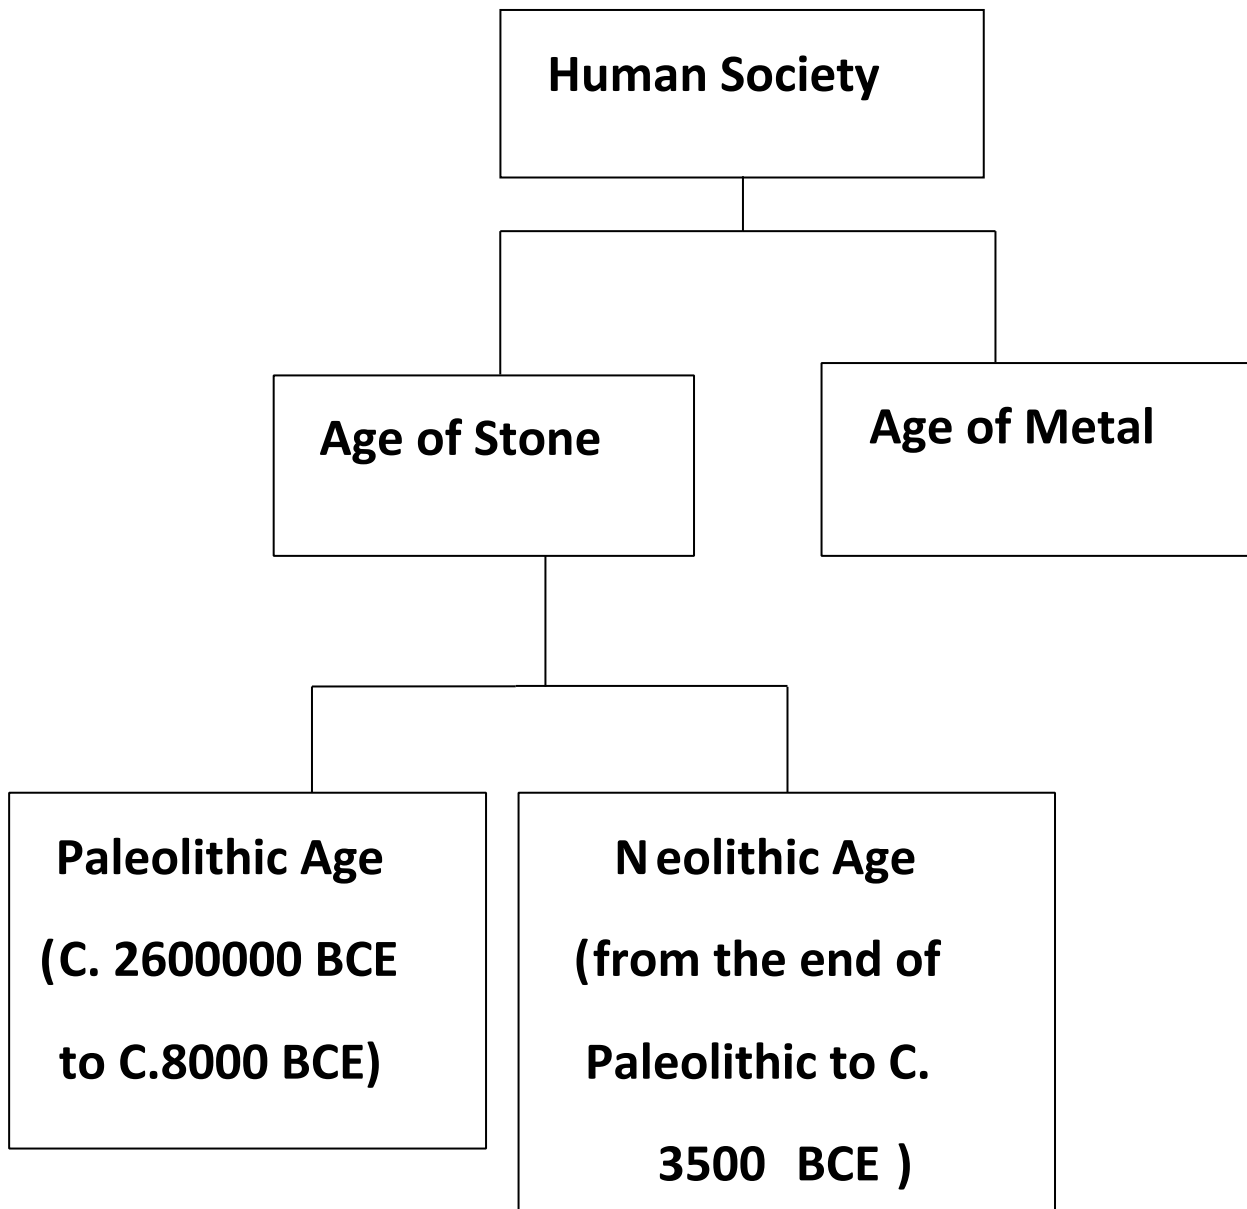 Human Society
Age of Stone
Age of Metal
Paleolithic Age
(C. 2600000 BCE
to C.8000 BCE)
Neolithic Age
(from the end of
Paleolithic to C.
3500 BCE )